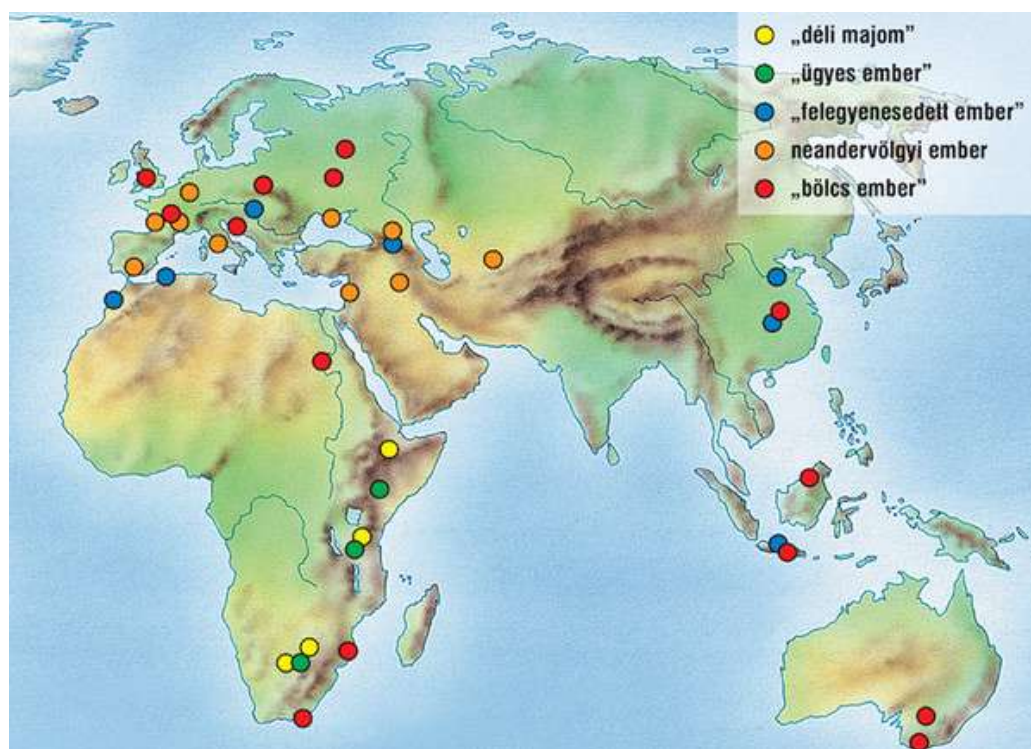 „déli majom”
„ügyes ember”
„felegyenesedett ember”
neandervölgyi ember
„bölcs ember”